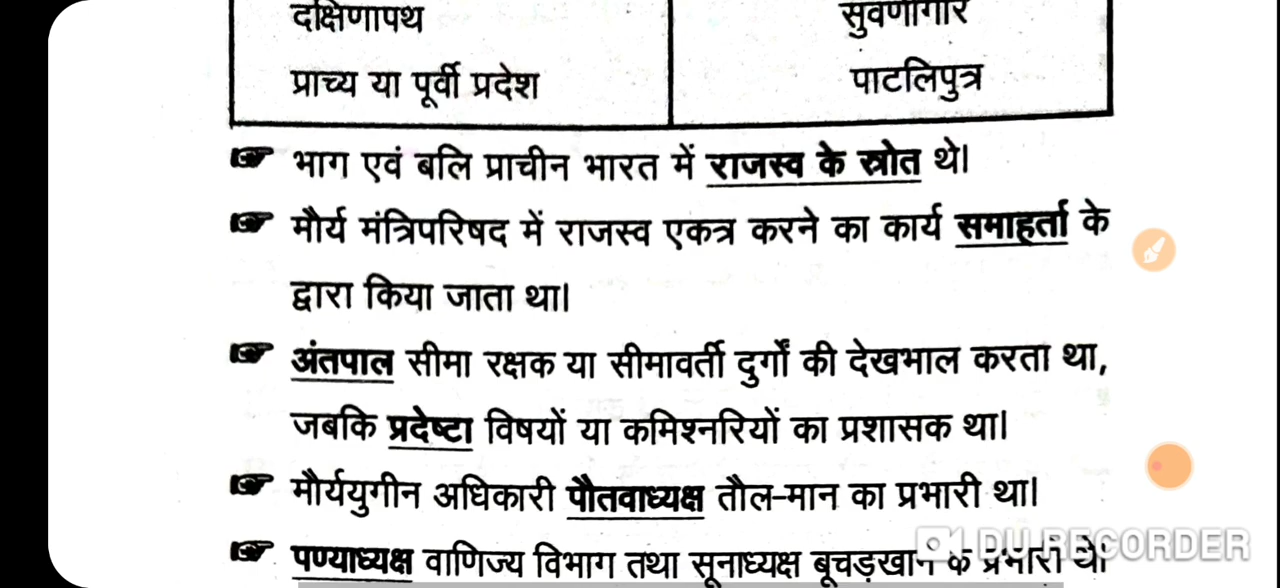 दक्षिणापथ सुवर्णागिरि
प्राच्य या पूर्वी प्रदेश पाटलिपुत्र
☞ भाग एवं बलि प्राचीन भारत में राजस्व के स्रोत थे।
☞ मौर्य मंत्रिपरिषद में राजस्व एकत्र करने का कार्य समाहर्ता के
द्वारा किया जाता था।
☞ अंतपाल सीमा रक्षक या सीमावर्ती दुर्गों की देखभाल करता था,
जबकि प्रदेष्टा विषयों या कमिश्नरियों का प्रशासक था।
☞ मौर्ययुगीन अधिकारी पौतवाध्यक्ष तौल-मान का प्रभारी था।
☞ पण्याध्यक्ष वाणिज्य विभाग तथा सूनाध्यक्ष बूचड़खाने के प्रभारी थे।
DU RECORDER